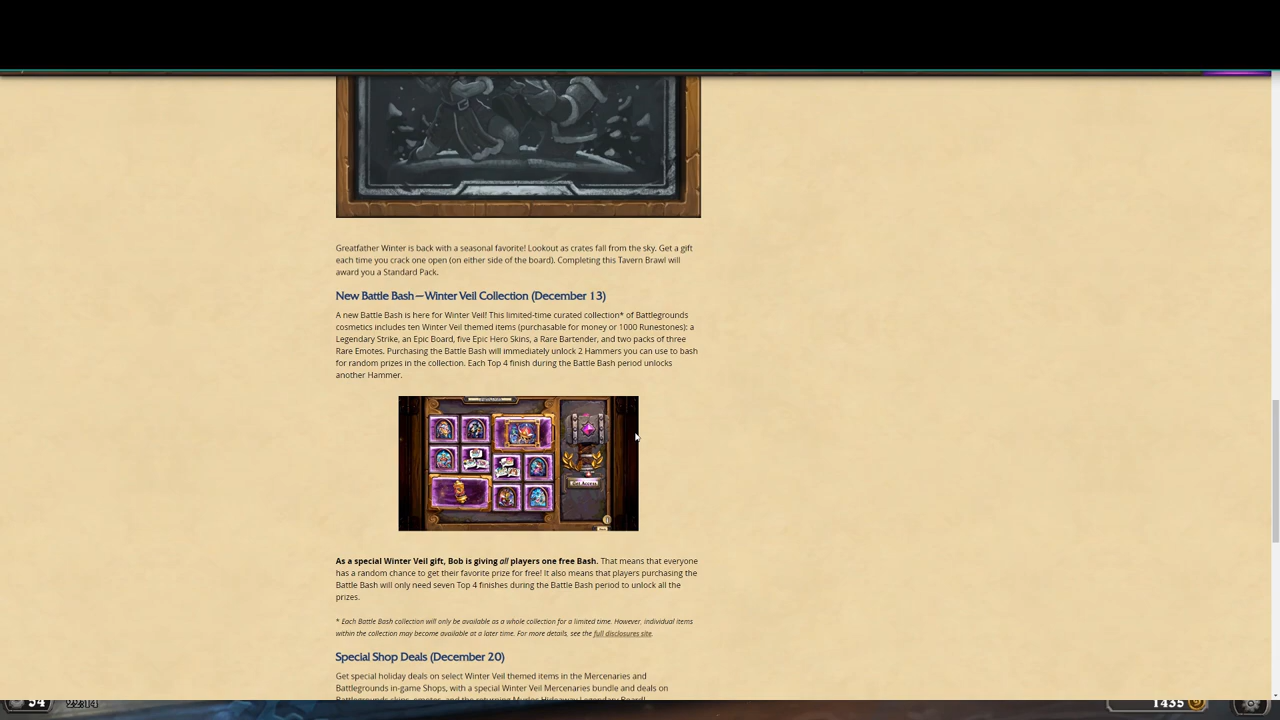 Greatfather Winter is back with a seasonal favorite! Lookout as crates fall from the sky. Get a gift
each time you crack one open (on either side of the board). Completing this Tavern Brawl will
award you a Standard Pack.
New Battle Bash—Winter Veil Collection (December 13)
A new Battle Bash is here for Winter Veil! This limited-time curated collection* of Battlegrounds
cosmetics includes ten Winter Veil themed items (purchasable for money or 1000 Runestones): a
Legendary Strike, an Epic Board, five Epic Hero Skins, a Rare Bartender, and two packs of three
Rare Emotes. Purchasing the Battle Bash will immediately unlock 2 Hammers you can use to bash
for random prizes in the collection. Each Top 4 finish during the Battle Bash period unlocks
another Hammer.
Get Access
As a special Winter Veil gift, Bob is giving all players one free Bash. That means that everyone
has a random chance to get their favorite prize for free! It also means that players purchasing the
Battle Bash will only need seven Top 4 finishes during the Battle Bash period to unlock all the
prizes.
* Each Battle Bash collection will only be available as a whole collection for a limited time. However, individual items
within the collection may become available at a later time. For more details, see the full disclosures site.
Special Shop Deals (December 20)
Get special holiday deals on select Winter Veil themed items in the Mercenaries and
Battlegrounds in-game Shops, with a special Winter Veil Mercenaries bundle and deals on
Battlegrounds skins, emotes, and the returning Murloc Hideaway Legendary Board!
54
1435